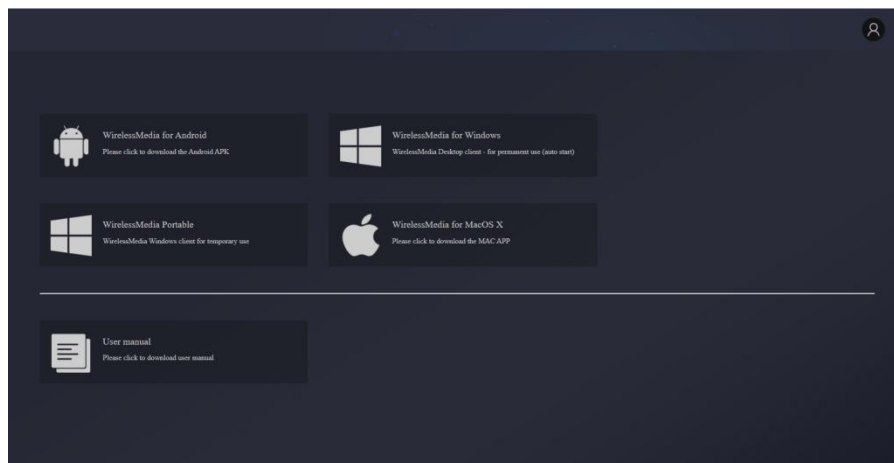 WirelessMedia for Android
Please click to download the Android APK
WirelessMedia for Windows
WirelessMedia Desktop client - for permanent use (auto start)
WirelessMedia Portable
WirelessMedia Windows client for temporary use
WirelessMedia for MacOS X
Please click to download the MAC APP
User manual
Please click to download user manual